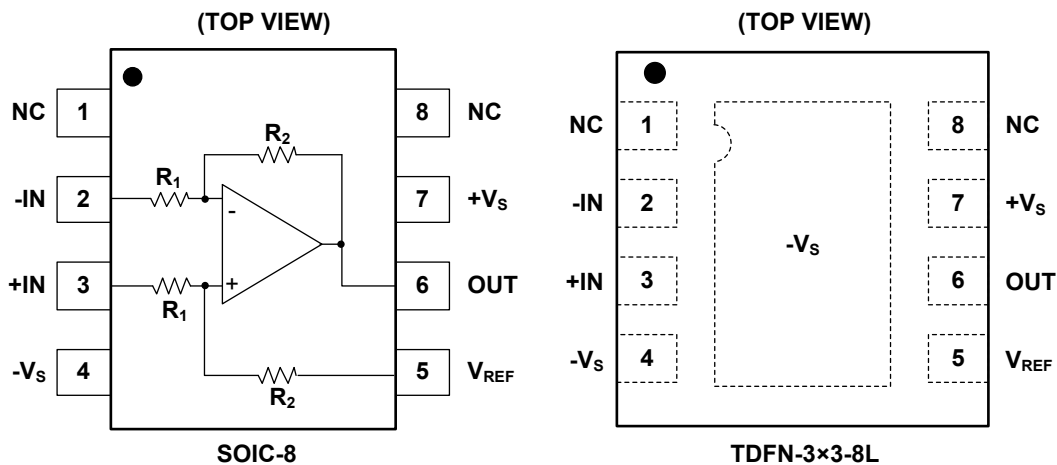 (TOP VIEW)
NC 1 8 NC
R₂
R₁
-IN 2 - 7 +Vₛ
+IN 3 + 6 OUT
R₁
-Vₛ 4 5 V_REF
R₂
SOIC-8
(TOP VIEW)
NC 1 8 NC
-IN 2 7 +Vₛ
-Vₛ
+IN 3 6 OUT
-Vₛ 4 5 V_REF
TDFN-3×3-8L